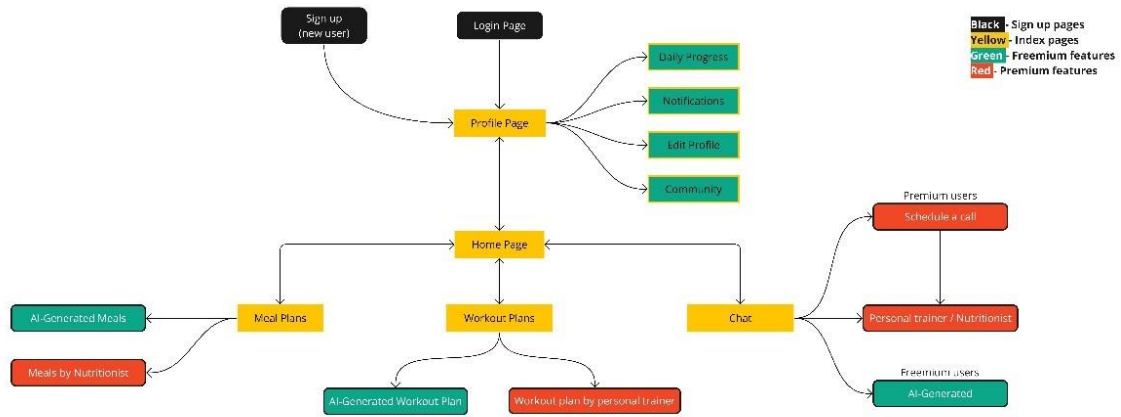 Sign up
(new user)
Login Page
Black - Sign up pages
Yellow - Index pages
Green - Freemium features
Red - Premium features
Daily Progress
Notifications
Profile Page
Edit Profile
Community
Premium users
Schedule a call
Home Page
AI-Generated Meals
Meal Plans
Workout Plans
Chat
Personal trainer / Nutritionist
Meals by Nutritionist
Freemium users
AI-Generated
AI-Generated Workout Plan
Workout plan by personal trainer